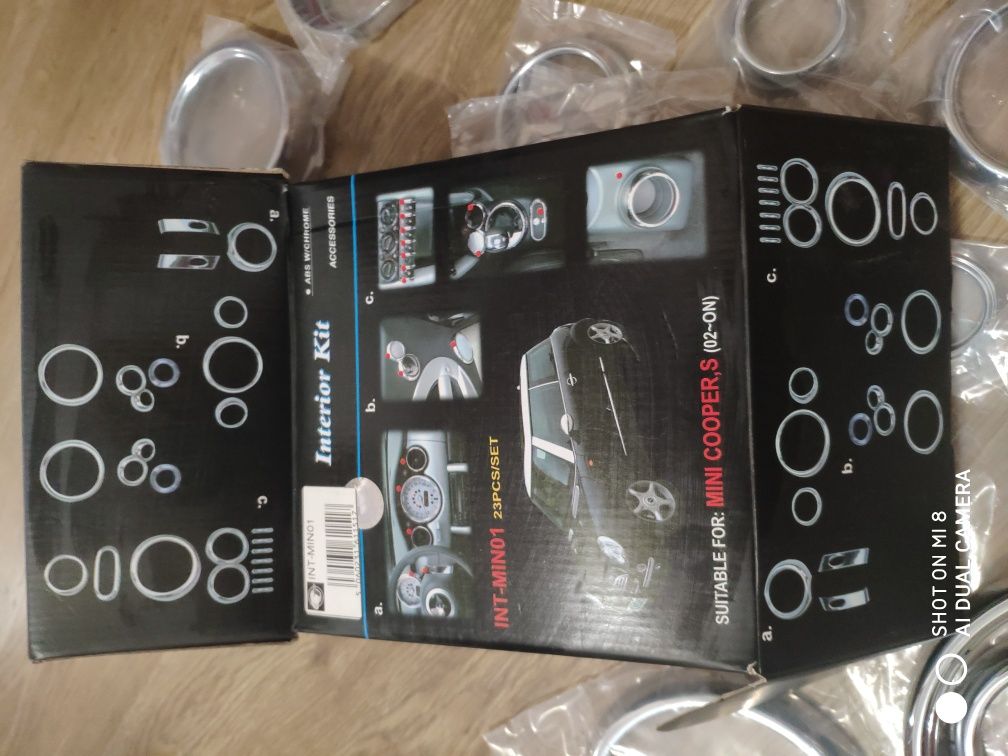 a.
b.
c.
Interior Kit
● ABS W/CHROME
ACCESSORIES
INT-MIN01
a.
b.
c.
INT-MIN01 23PCS/SET
SUITABLE FOR: MINI COOPER,S (02~ON)
a.
b.
c.
SHOT ON MI 8
AI DUAL CAMERA